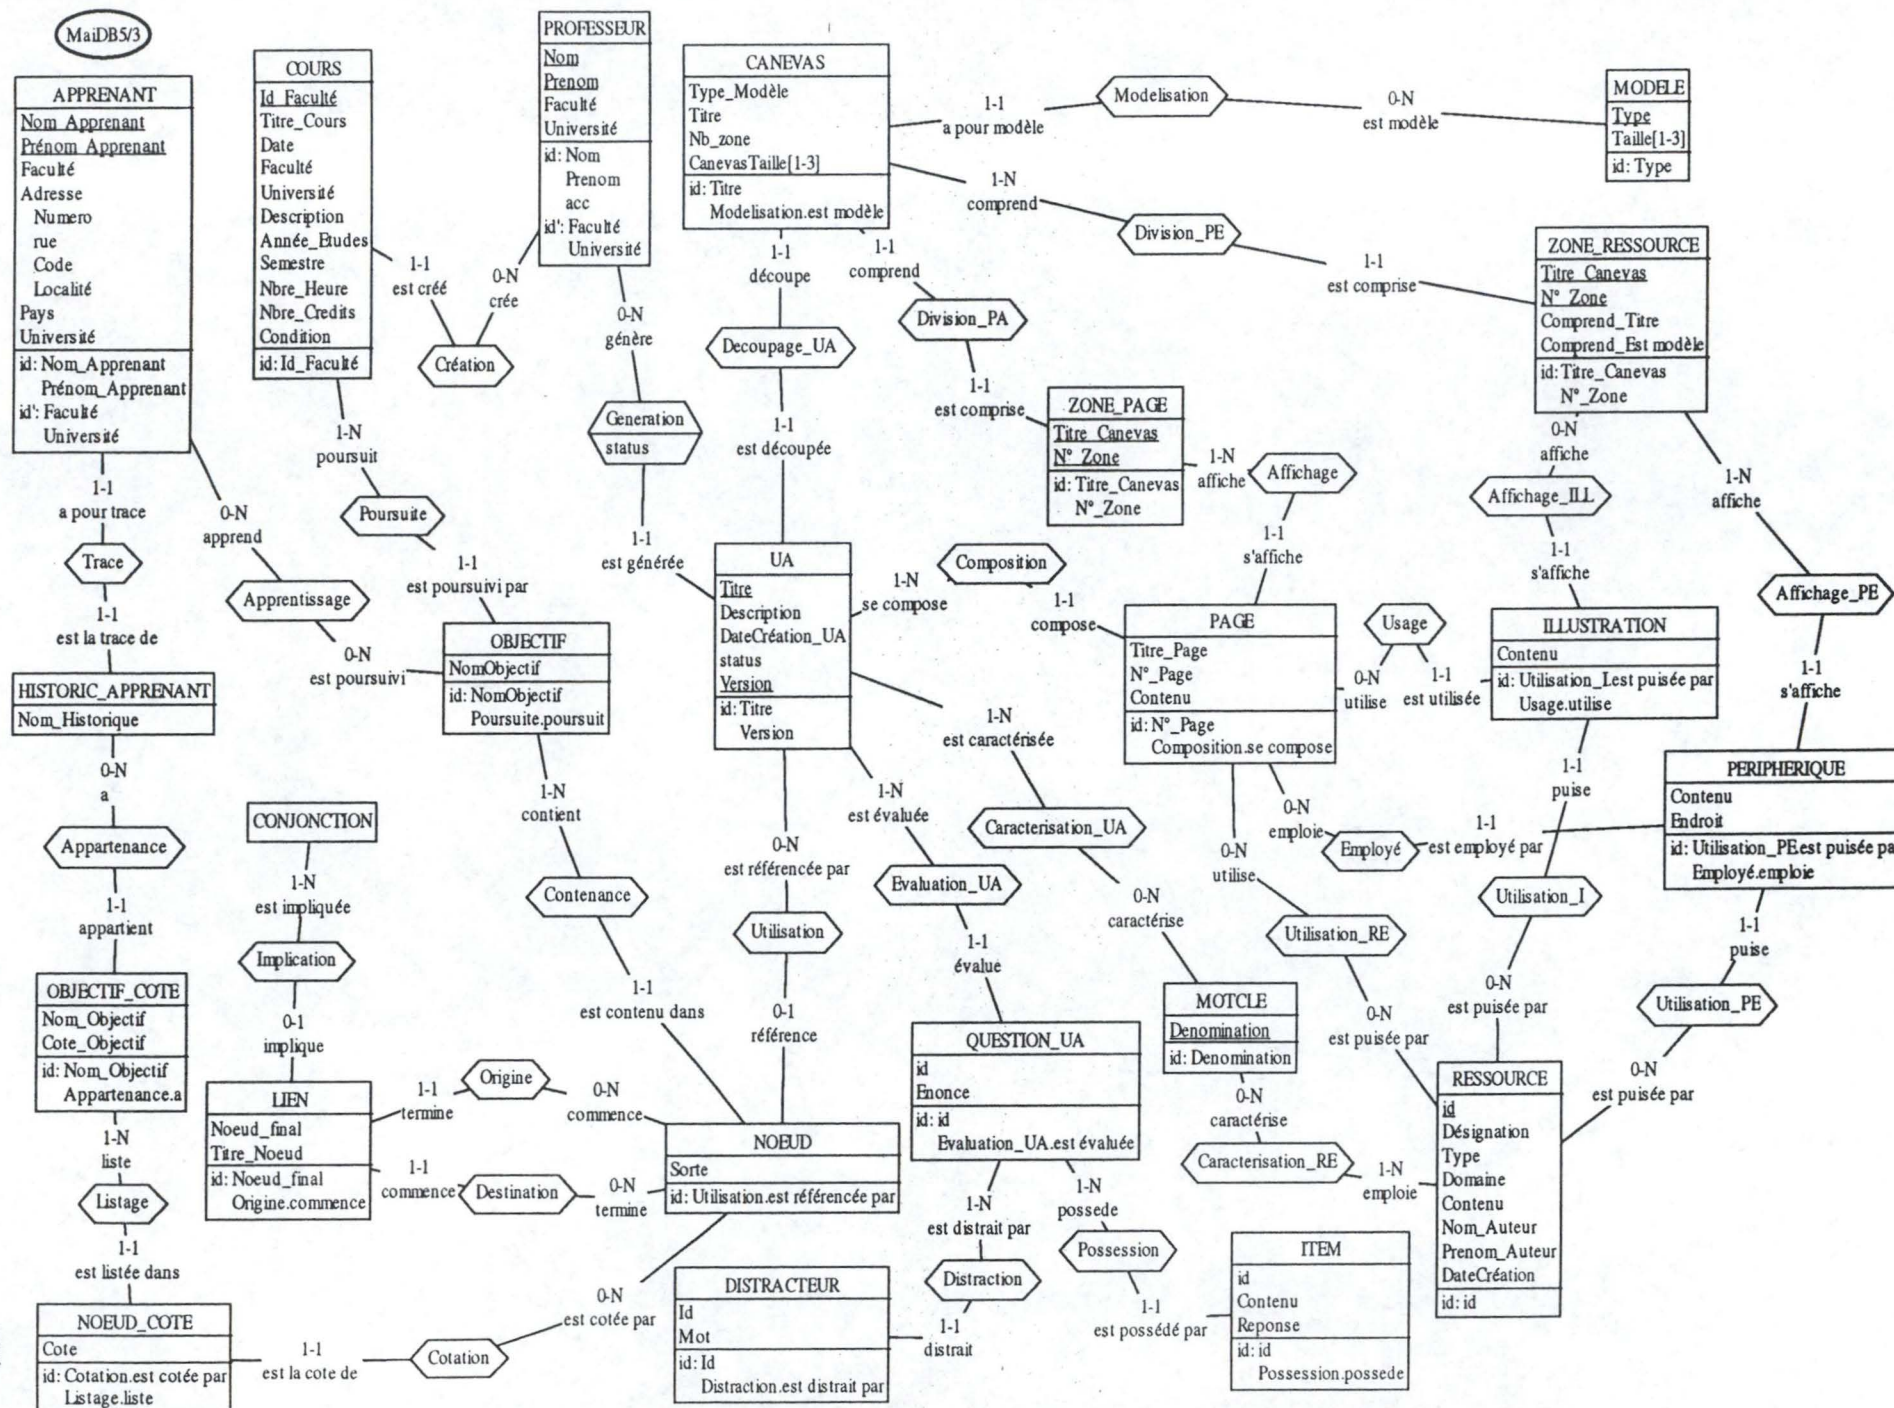 MaiDB5/3
APPRENANT
Nom_Apprenant
Prénom_Apprenant
Faculté
Adresse
Numero
rue
Code
Localité
Pays
Université
id: Nom_Apprenant
Prénom_Apprenant
id': Faculté
Université
COURS
Id_Faculté
Titre_Cours
Date
Faculté
Université
Description
Année_Etudes
Semestre
Nbre_Heure
Nbre_Credits
Condition
id: Id_Faculté
PROFESSEUR
Nom
Prenom
Faculté
Université
id: Nom
Prenom
acc
id': Faculté
Université
CANEVAS
Type_Modèle
Titre
Nb_zone
CanevasTaille[1-3]
id: Titre
Modelisation.est modèle
1-1
a pour modèle
Modelisation
0-N
est modèle
MODELE
Type
Taille[1-3]
id: Type
1-N
comprend
Division_PE
1-1
est comprise
ZONE_RESSOURCE
Titre_Canevas
N°_Zone
Comprend_Titre
Comprend_Est modèle
id: Titre_Canevas
N°_Zone
1-1
est créé
Création
0-N
crée
0-N
génère
Generation
status
1-1
est générée
1-1
découpe
Decoupage_UA
1-1
est découpée
1-1
comprend
Division_PA
1-1
est comprise
ZONE_PAGE
Titre_Canevas
N°_Zone
id: Titre_Canevas
N°_Zone
1-N
affiche
Affichage
1-1
s'affiche
0-N
affiche
Affichage_ILL
1-1
s'affiche
1-N
affiche
Affichage_PE
1-1
s'affiche
1-1
a pour trace
Trace
1-1
est la trace de
0-N
apprend
Apprentissage
0-N
est poursuivi
1-N
poursuit
Poursuite
1-1
est poursuivi par
OBJECTIF
NomObjectif
id: NomObjectif
Poursuite.poursuit
UA
Titre
Description
DateCréation_UA
status
Version
id: Titre
Version
1-N
se compose
Composition
1-1
compose
PAGE
Titre_Page
N°_Page
Contenu
id: N°_Page
Composition.se compose
Usage
0-N
utilise
1-1
est utilisée
ILLUSTRATION
Contenu
id: Utilisation_I.est puisée par
Usage.utilise
HISTORIC_APPRENANT
Nom_Historique
0-N
a
Appartenance
1-1
appartient
OBJECTIF_COTE
Nom_Objectif
Cote_Objectif
id: Nom_Objectif
Appartenance.a
1-N
liste
Listage
1-1
est listée dans
NOEUD_COTE
Cote
id: Cotation.est cotée par
Listage.liste
CONJONCTION
1-N
est impliquée
Implication
0-1
implique
LIEN
Noeud_final
Titre_Noeud
id: Noeud_final
Origine.commence
1-1
termine
Origine
0-N
commence
1-1
commence
Destination
0-N
termine
1-N
contient
Contenance
1-1
est contenu dans
0-N
est référencée par
Utilisation
0-1
référence
NOEUD
Sorte
id: Utilisation.est référencée par
1-1
est la cote de
Cotation
0-N
est cotée par
1-N
est évaluée
Evaluation_UA
1-1
évalue
1-N
est caractérisée
Caracterisation_UA
0-N
caractérise
QUESTION_UA
id
Enonce
id: id
Evaluation_UA.est évaluée
1-N
est distrait par
Distraction
1-1
distrait
DISTRACTEUR
Id
Mot
id: Id
Distraction.est distrait par
1-N
possede
Possession
1-1
est possédé par
ITEM
id
Contenu
Reponse
id: id
Possession.possede
MOTCLE
Denomination
id: Denomination
0-N
caractérise
Caracterisation_RE
1-N
emploie
0-N
utilise
Utilisation_RE
0-N
est puisée par
0-N
emploie
Employé
1-1
est employé par
PERIPHERIQUE
Contenu
Endroit
id: Utilisation_PE.est puisée pa
Employé.emploie
1-1
puise
Utilisation_I
0-N
est puisée par
1-1
puise
Utilisation_PE
0-N
est puisée par
RESSOURCE
id
Désignation
Type
Domaine
Contenu
Nom_Auteur
Prenom_Auteur
DateCréation
id: id